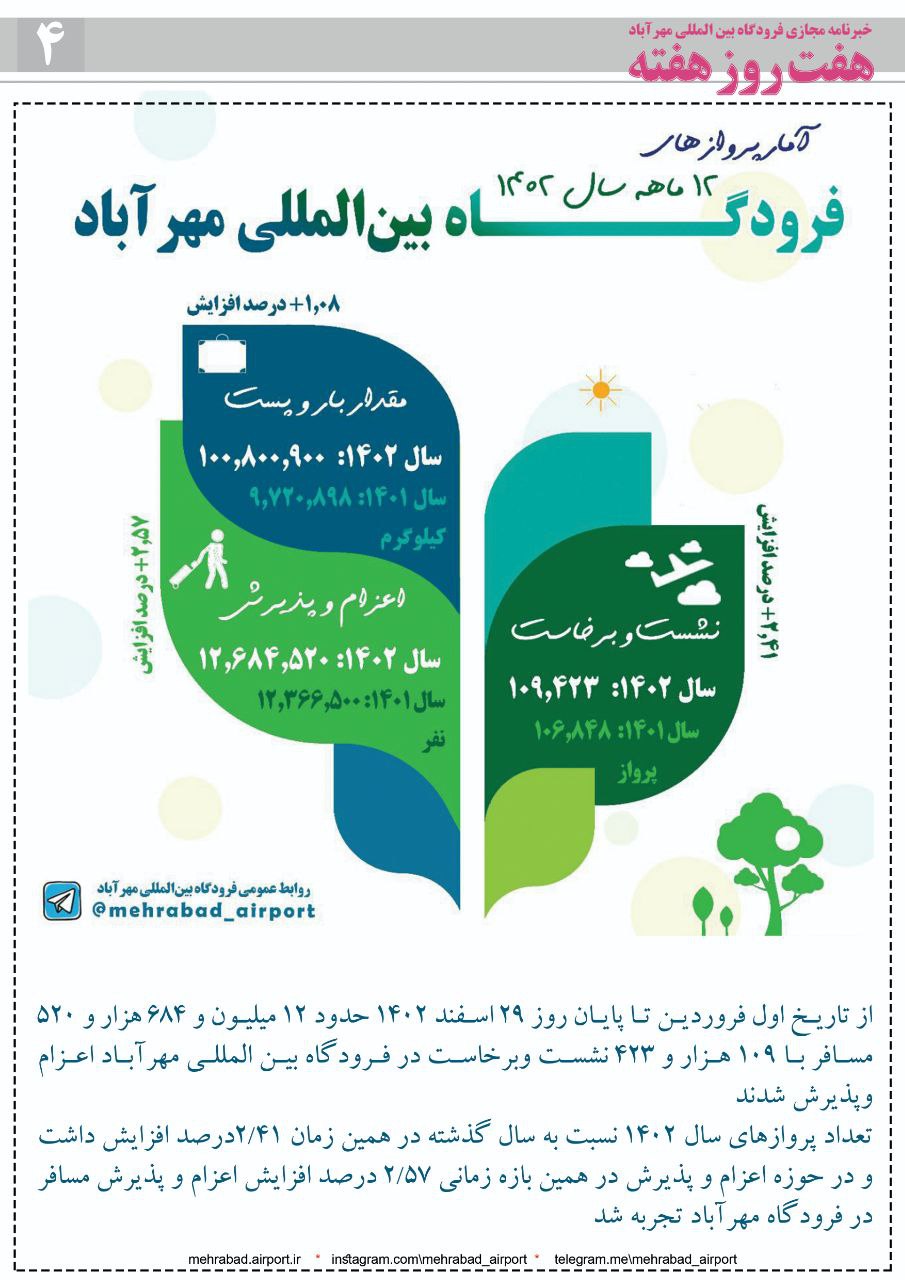 ۴
خبرنامه مجازی فرودگاه بین المللی مهرآباد
هفت روز هفته
آمار پروازهای
۱۲ ماهه سال ۱۴۰۲
فرودگاه بین‌المللی مهرآباد
+۱,۰۸ درصد افزایش
مقدار بار و پست
سال ۱۴۰۲: ۱۰۰,۸۰۰,۹۰۰
سال ۱۴۰۱: ۹,۷۲۰,۸۹۸
کیلوگرم
+۲,۵۷ درصد افزایش
اعزام و پذیرش
سال ۱۴۰۲: ۱۲,۶۸۴,۵۲۰
سال ۱۴۰۱: ۱۲,۳۶۶,۵۰۰
نفر
+۲,۴۱ درصد افزایش
نشست و برخاست
سال ۱۴۰۲: ۱۰۹,۴۲۳
سال ۱۴۰۱: ۱۰۶,۸۴۸
پرواز
روابط عمومی فرودگاه بین‌المللی مهرآباد
@mehrabad_airport
از تاریخ اول فروردین تا پایان روز ۲۹ اسفند ۱۴۰۲ حدود ۱۲ میلیون و ۶۸۴ هزار و ۵۲۰
مسافر با ۱۰۹ هزار و ۴۲۳ نشست وبرخاست در فرودگاه بین المللی مهرآباد اعزام
وپذیرش شدند
تعداد پروازهای سال ۱۴۰۲ نسبت به سال گذشته در همین زمان ۲/۴۱درصد افزایش داشت
و در حوزه اعزام و پذیرش در همین بازه زمانی ۲/۵۷ درصد افزایش اعزام و پذیرش مسافر
در فرودگاه مهرآباد تجربه شد
mehrabad.airport.ir * instagram.com\mehrabad_airport * telegram.me\mehrabad_airport